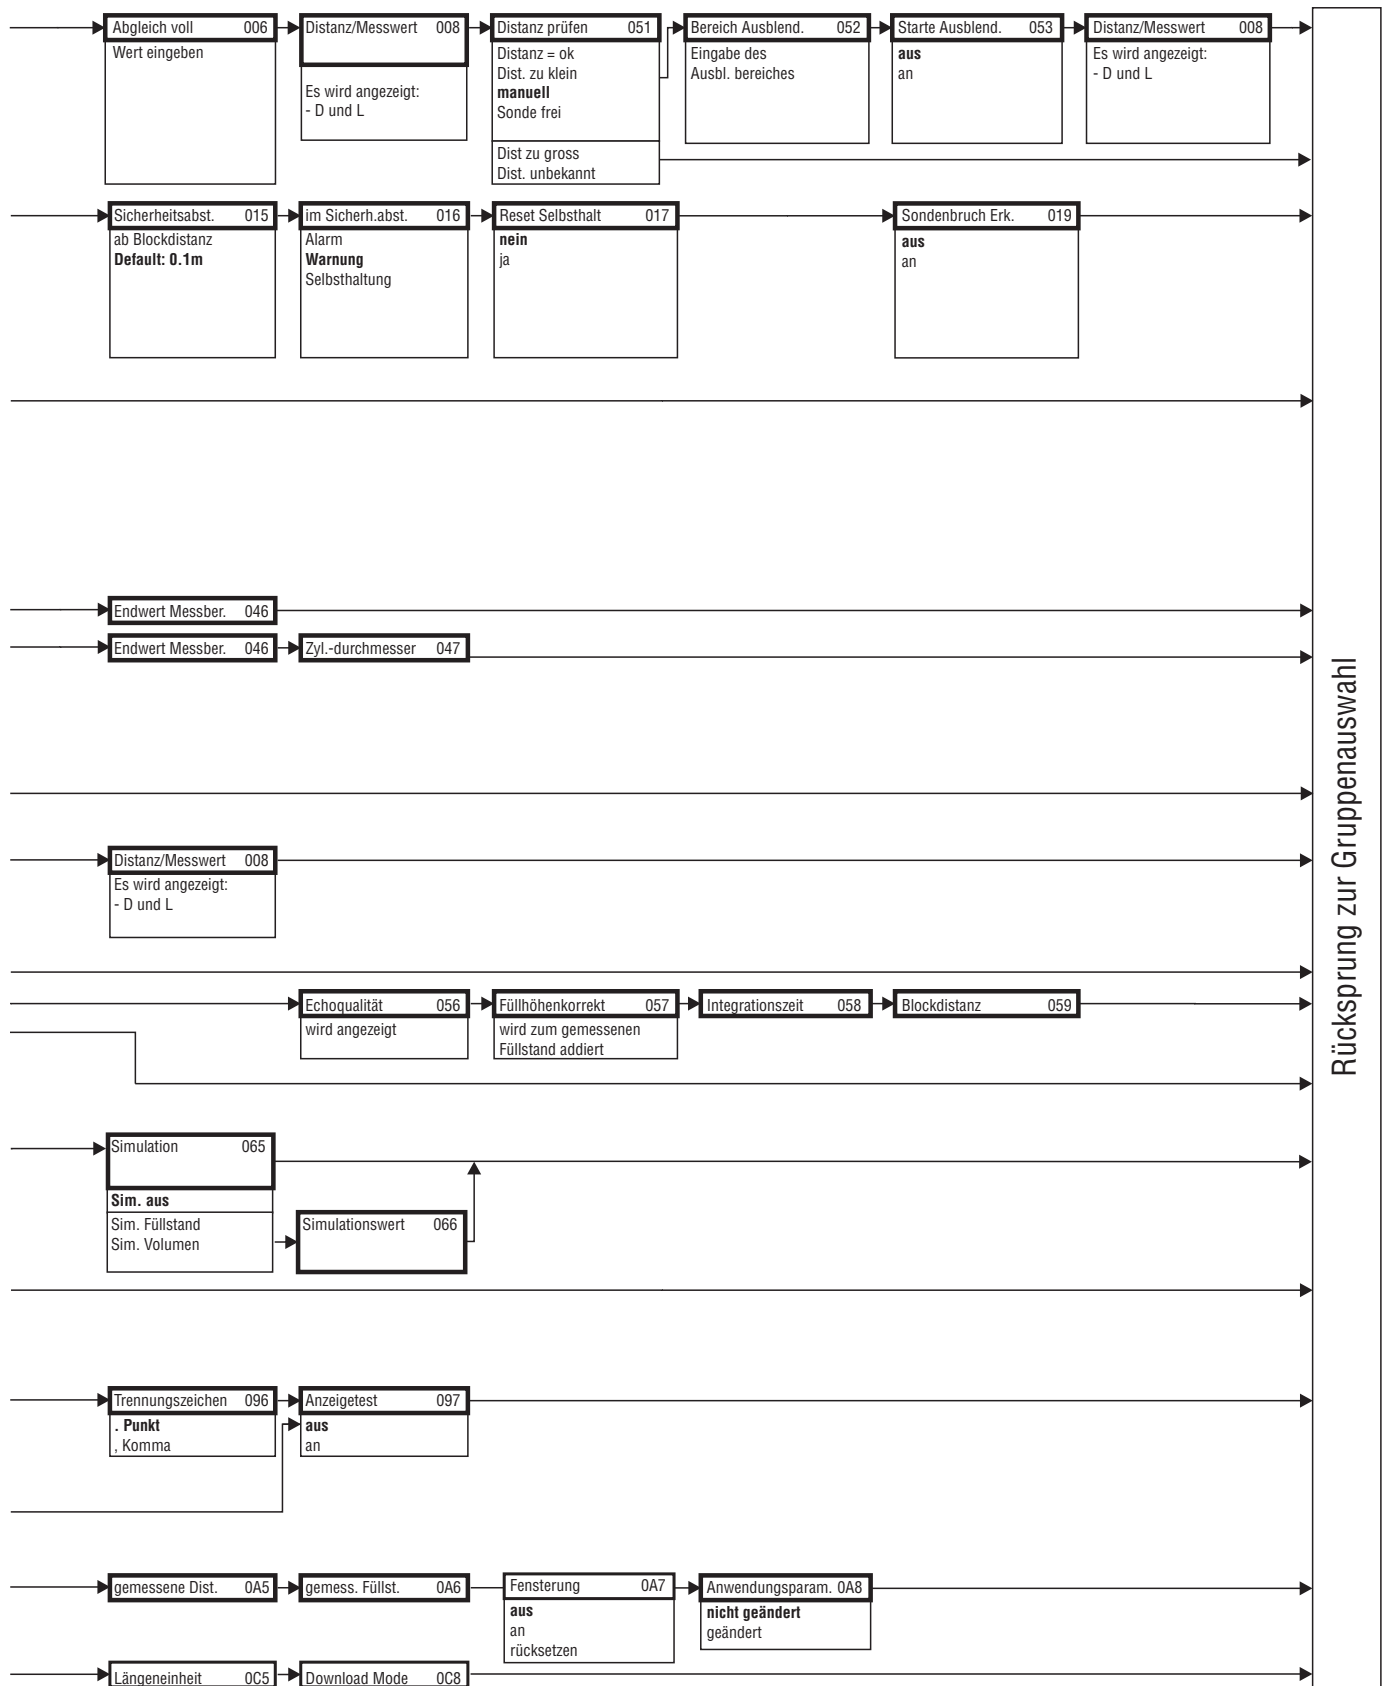 Abgleich voll 006
Wert eingeben
Distanz/Messwert 008
Es wird angezeigt:
- D und L
Distanz prüfen 051
Distanz = ok
Dist. zu klein
manuell
Sonde frei
Dist zu gross
Dist. unbekannt
Bereich Ausblend. 052
Eingabe des
Ausbl. bereiches
Starte Ausblend. 053
aus
an
Distanz/Messwert 008
Es wird angezeigt:
- D und L
Sicherheitsabst. 015
ab Blockdistanz
Default: 0.1m
im Sicherh.abst. 016
Alarm
Warnung
Selbsthaltung
Reset Selbsthalt 017
nein
ja
Sondenbruch Erk. 019
aus
an
Endwert Messber. 046
Endwert Messber. 046
Zyl.-durchmesser 047
Distanz/Messwert 008
Es wird angezeigt:
- D und L
Echoqualität 056
wird angezeigt
Füllhöhenkorrekt 057
wird zum gemessenen
Füllstand addiert
Integrationszeit 058
Blockdistanz 059
Simulation 065
Sim. aus
Sim. Füllstand
Sim. Volumen
Simulationswert 066
Trennungszeichen 096
. Punkt
, Komma
Anzeigetest 097
aus
an
gemessene Dist. 0A5
gemess. Füllst. 0A6
Fensterung 0A7
aus
an
rücksetzen
Anwendungsparam. 0A8
nicht geändert
geändert
Längeneinheit 0C5
Download Mode 0C8
Rücksprung zur Gruppenauswahl